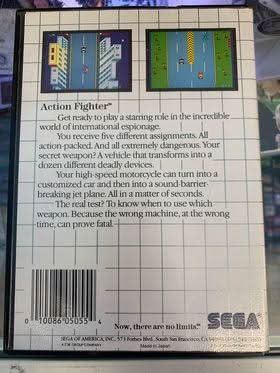 Action Fighter™
Get ready to play a starring role in the incredible
world of international espionage.
You receive five different assignments. All
action-packed. And all extremely dangerous. Your
secret weapon? A vehicle that transforms into a
dozen different deadly devices.
Your high-speed motorcycle can turn into a
customized car and then into a sound-barrier-
breaking jet plane. All in a matter of seconds.
The real test? To know when to use which
weapon. Because the wrong machine, at the wrong
time, can prove fatal.
0 10086 05055 4
Now, there are no limits.™ SEGA
SEGA OF AMERICA, INC., 573 Forbes Blvd., South San Francisco, CA
Made in Japan